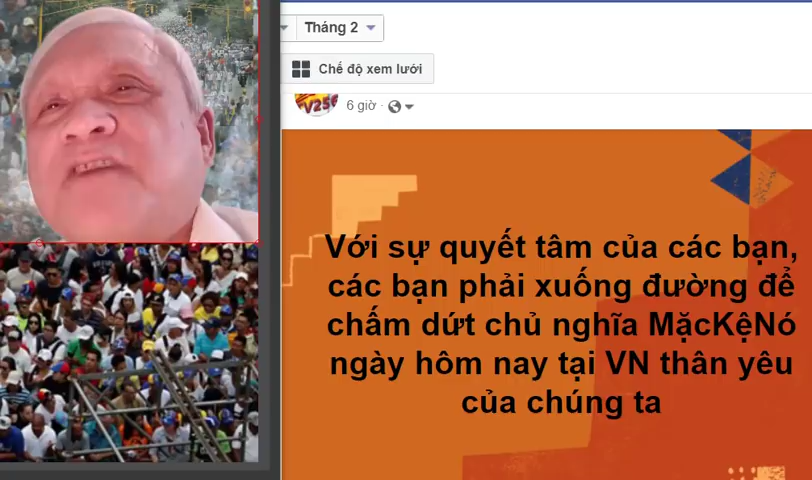 Tháng 2
Chế độ xem lưới
V256
6 giờ ·
Với sự quyết tâm của các bạn,
các bạn phải xuống đường để
chấm dứt chủ nghĩa MặcKệNó
ngày hôm nay tại VN thân yêu
của chúng ta